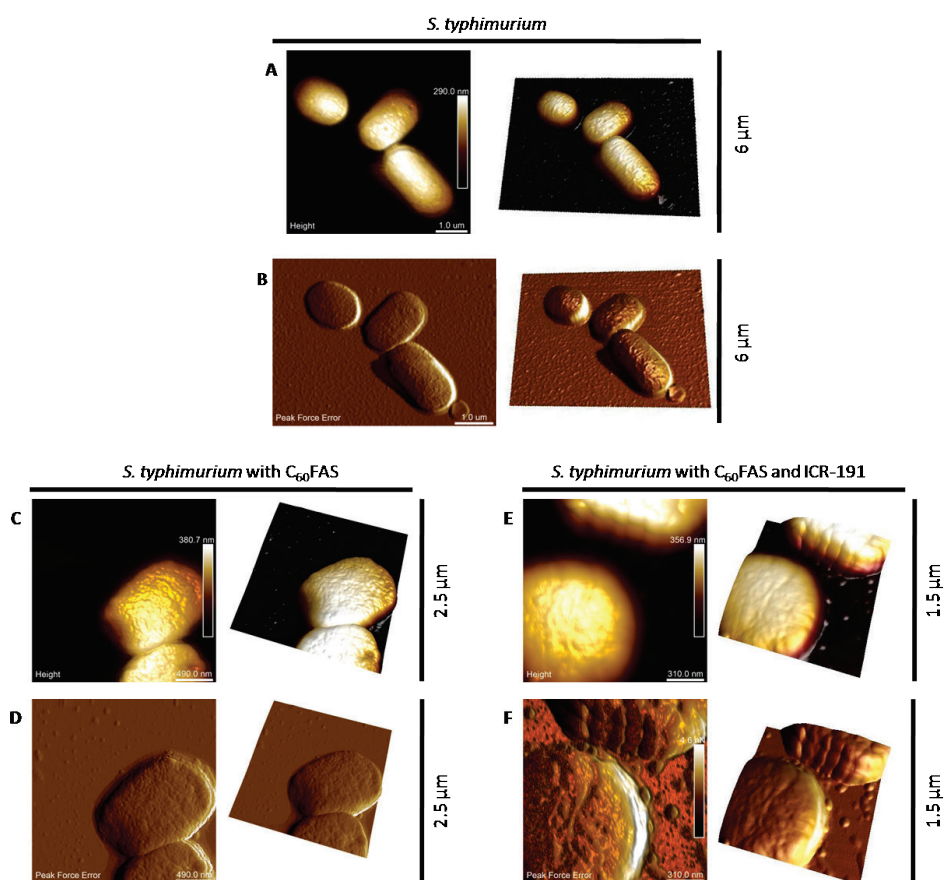 S. typhimurium
A
290.0 nm
Height
1.0 um
6 µm
B
Peak Force Error
1.0 um
6 µm
S. typhimurium with C60FAS
S. typhimurium with C60FAS and ICR-191
C
380.7 nm
Height
490.0 nm
2.5 µm
E
356.9 nm
Height
310.0 nm
1.5 µm
D
Peak Force Error
490.0 nm
2.5 µm
F
Peak Force Error
310.0 nm
1.5 µm